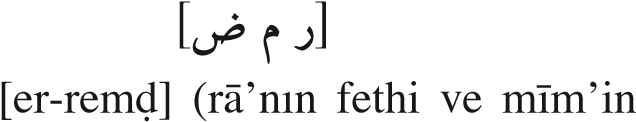 [ر م ض]
[er-remḍ] (rā’nın fethi ve mīm’in